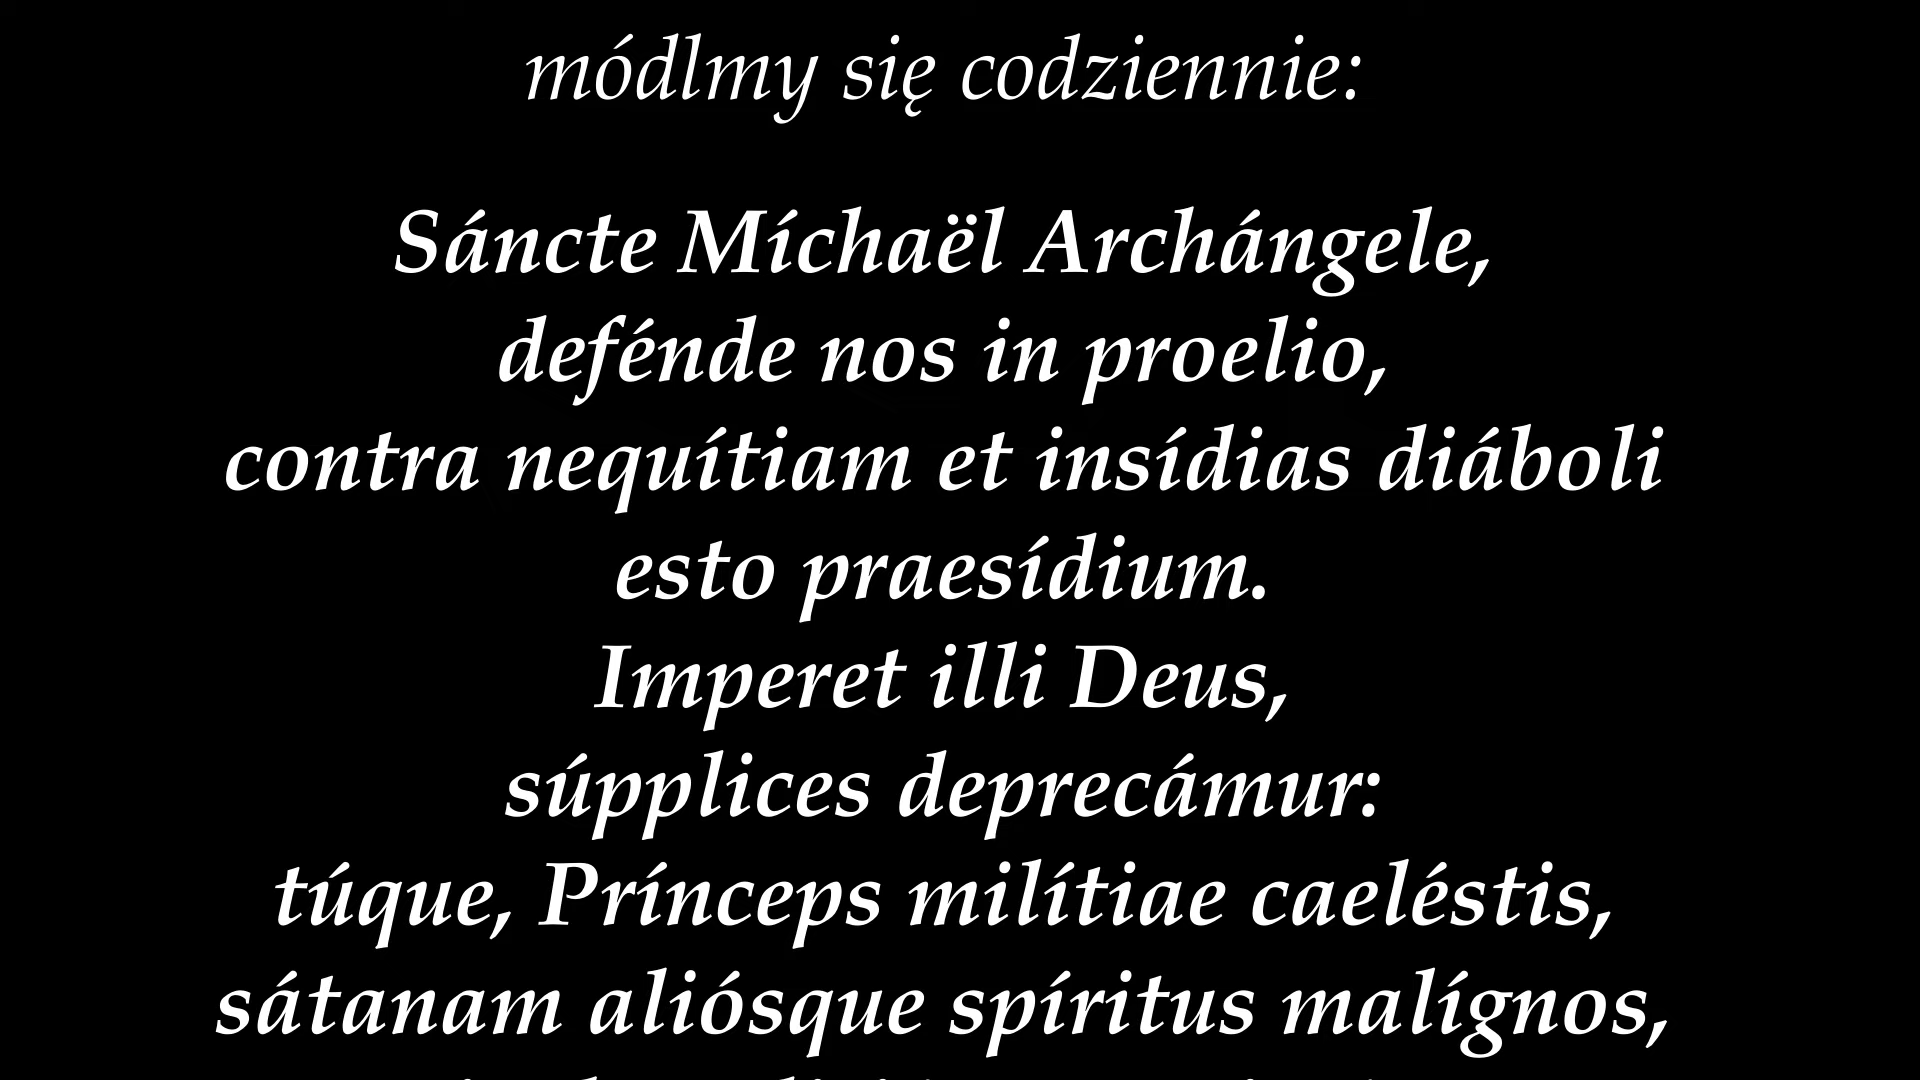 módlmy się codziennie:
Sáncte Míchaël Archángele,
defénde nos in proelio,
contra nequítiam et insídias diáboli
esto praesídium.
Imperet illi Deus,
súpplices deprecámur:
túque, Prínceps milítiae caeléstis,
sátanam aliósque spíritus malígnos,